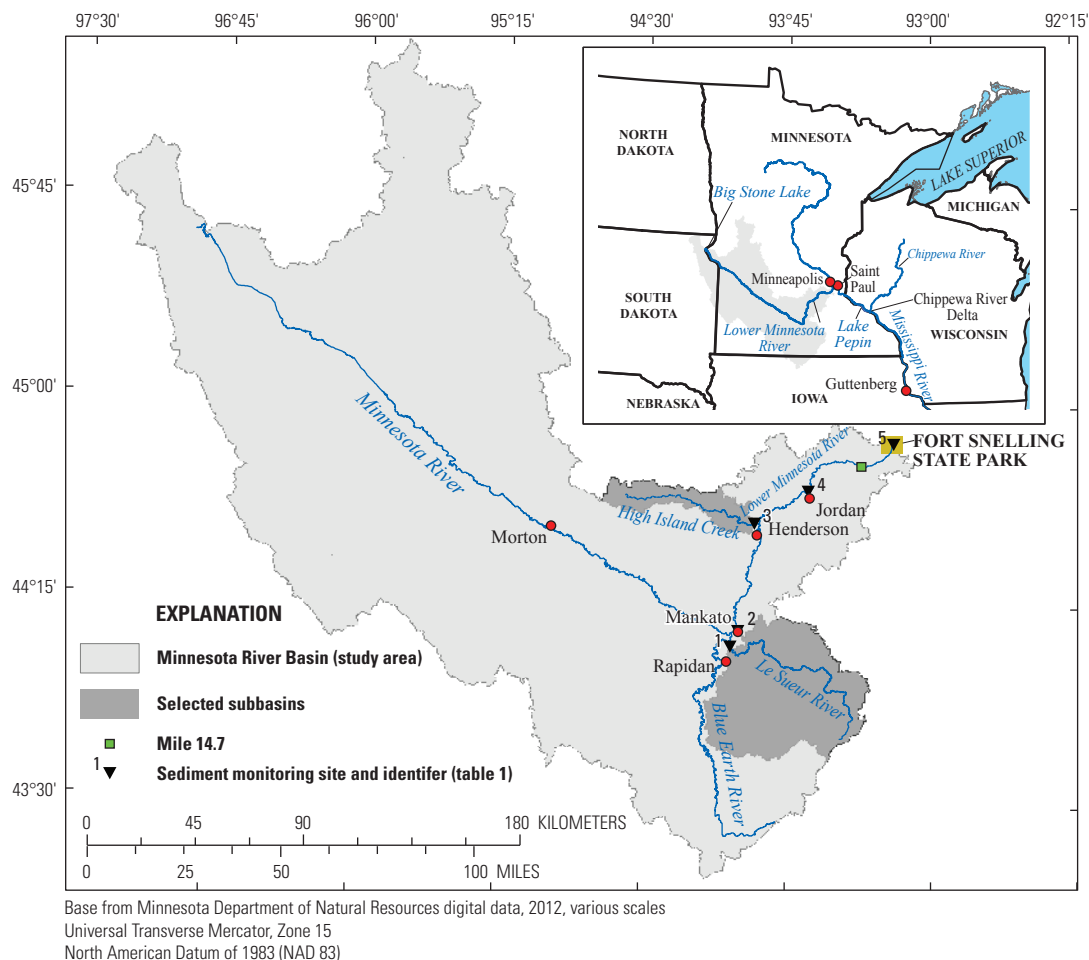 97°30' 96°45' 96°00' 95°15' 94°30' 93°45' 93°00' 92°15'
45°45'
45°00'
44°15'
43°30'
NORTH
DAKOTA
MINNESOTA
LAKE SUPERIOR
MICHIGAN
Big Stone Lake
Chippewa River
Minneapolis
Saint
Paul
Chippewa River
Delta
SOUTH
DAKOTA
Lower Minnesota
River
Lake
Pepin
Mississippi River
WISCONSIN
Guttenberg
NEBRASKA
IOWA
Minnesota River
Lower Minnesota River
5
FORT SNELLING
STATE PARK
4
Jordan
High Island Creek
3
Henderson
Morton
Mankato
2
1
Rapidan
Le Sueur River
Blue Earth River
EXPLANATION
Minnesota River Basin (study area)
Selected subbasins
Mile 14.7
1
Sediment monitoring site and identifer (table 1)
0 45 90 180 KILOMETERS
0 25 50 100 MILES
Base from Minnesota Department of Natural Resources digital data, 2012, various scales
Universal Transverse Mercator, Zone 15
North American Datum of 1983 (NAD 83)